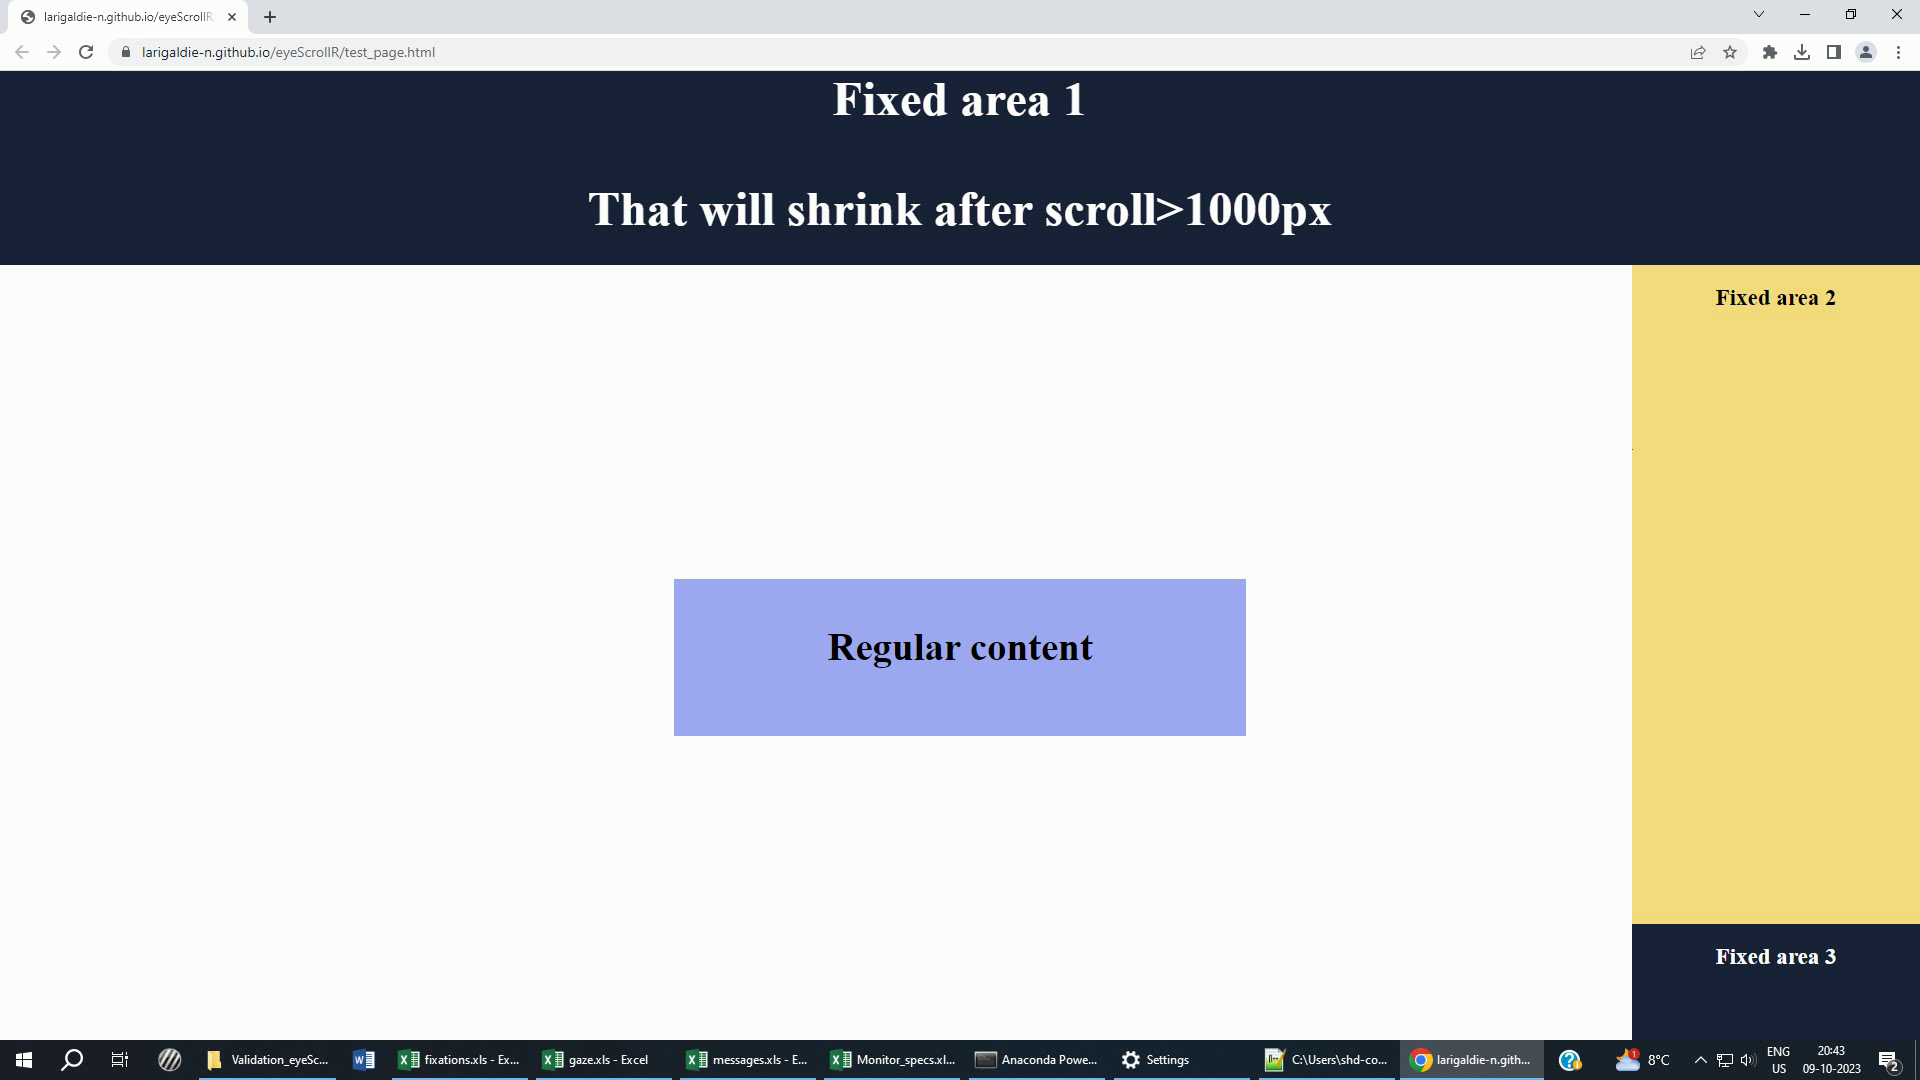 larigaldie-n.github.io/eyeScrollR
larigaldie-n.github.io/eyeScrollR/test_page.html
Fixed area 1
That will shrink after scroll>1000px
Fixed area 2
Regular content
Fixed area 3
Validation_eyeSc...
fixations.xls - Ex...
gaze.xls - Excel
messages.xls - E...
Monitor_specs.xl...
Anaconda Powe...
Settings
C:\Users\shd-co...
larigaldie-n.gith...
1
8°C
ENG
US
20:43
09-10-2023
2